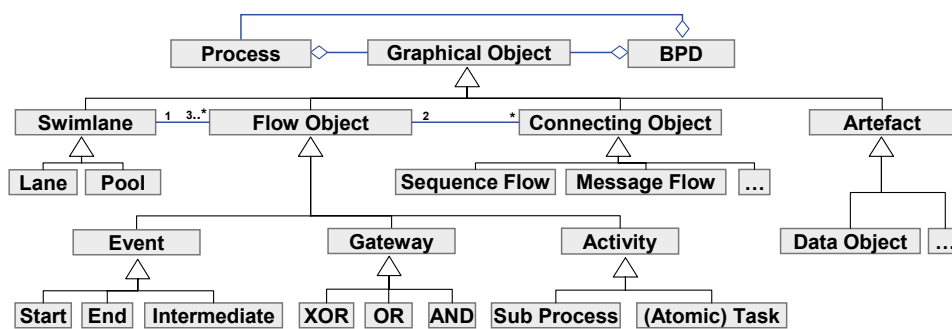 Process
Graphical Object
BPD
Swimlane
1
3..*
Flow Object
2
*
Connecting Object
Artefact
Lane
Pool
Sequence Flow
Message Flow
...
Event
Gateway
Activity
Data Object
...
Start
End
Intermediate
XOR
OR
AND
Sub Process
(Atomic) Task